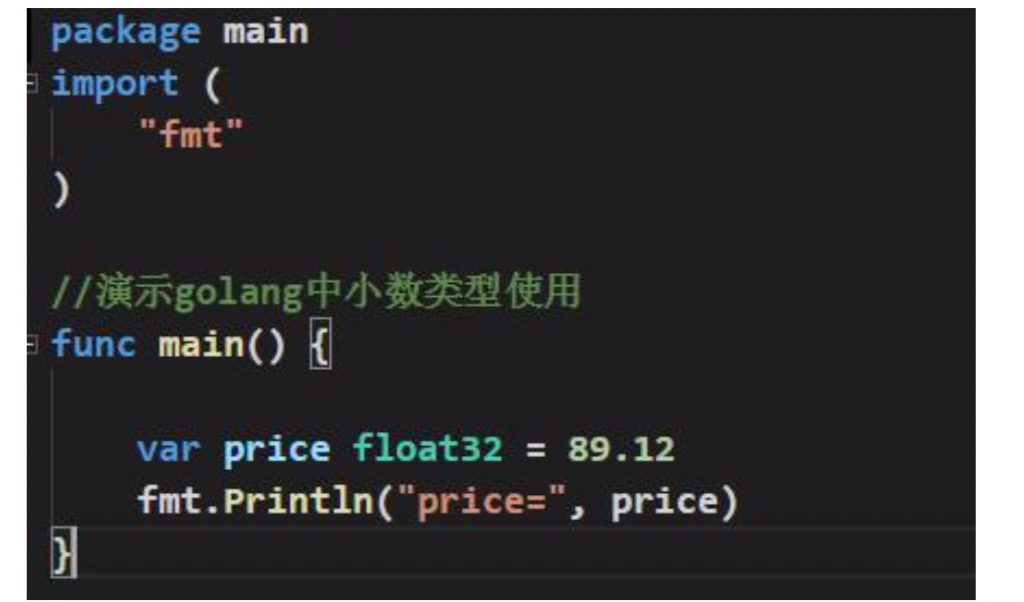 package main
import (
"fmt"
)
//演示golang中小数类型使用
func main() {
var price float32 = 89.12
fmt.Println("price=", price)
}